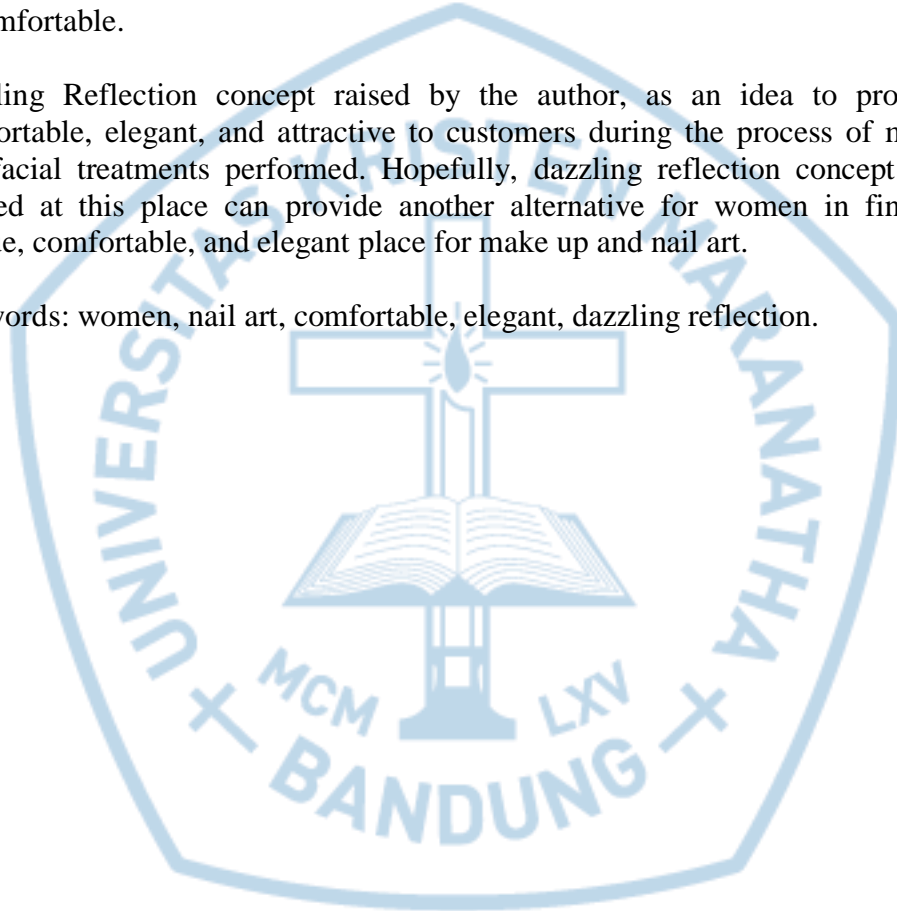 mfortable.
ling Reflection concept raised by the author, as an idea to pro
ortable, elegant, and attractive to customers during the process of m
facial treatments performed. Hopefully, dazzling reflection concept
ed at this place can provide another alternative for women in fin
e, comfortable, and elegant place for make up and nail art.
words: women, nail art, comfortable, elegant, dazzling reflection.
UNIVERSITAS KRISTEN MARANATHA
MCM LXV
BANDUNG